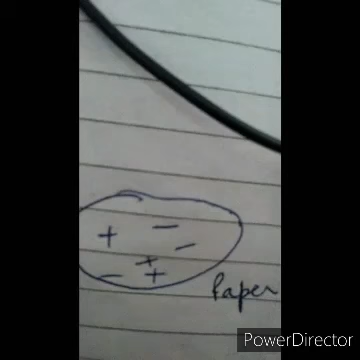 + −
−
+
− +
Paper
PowerDirector